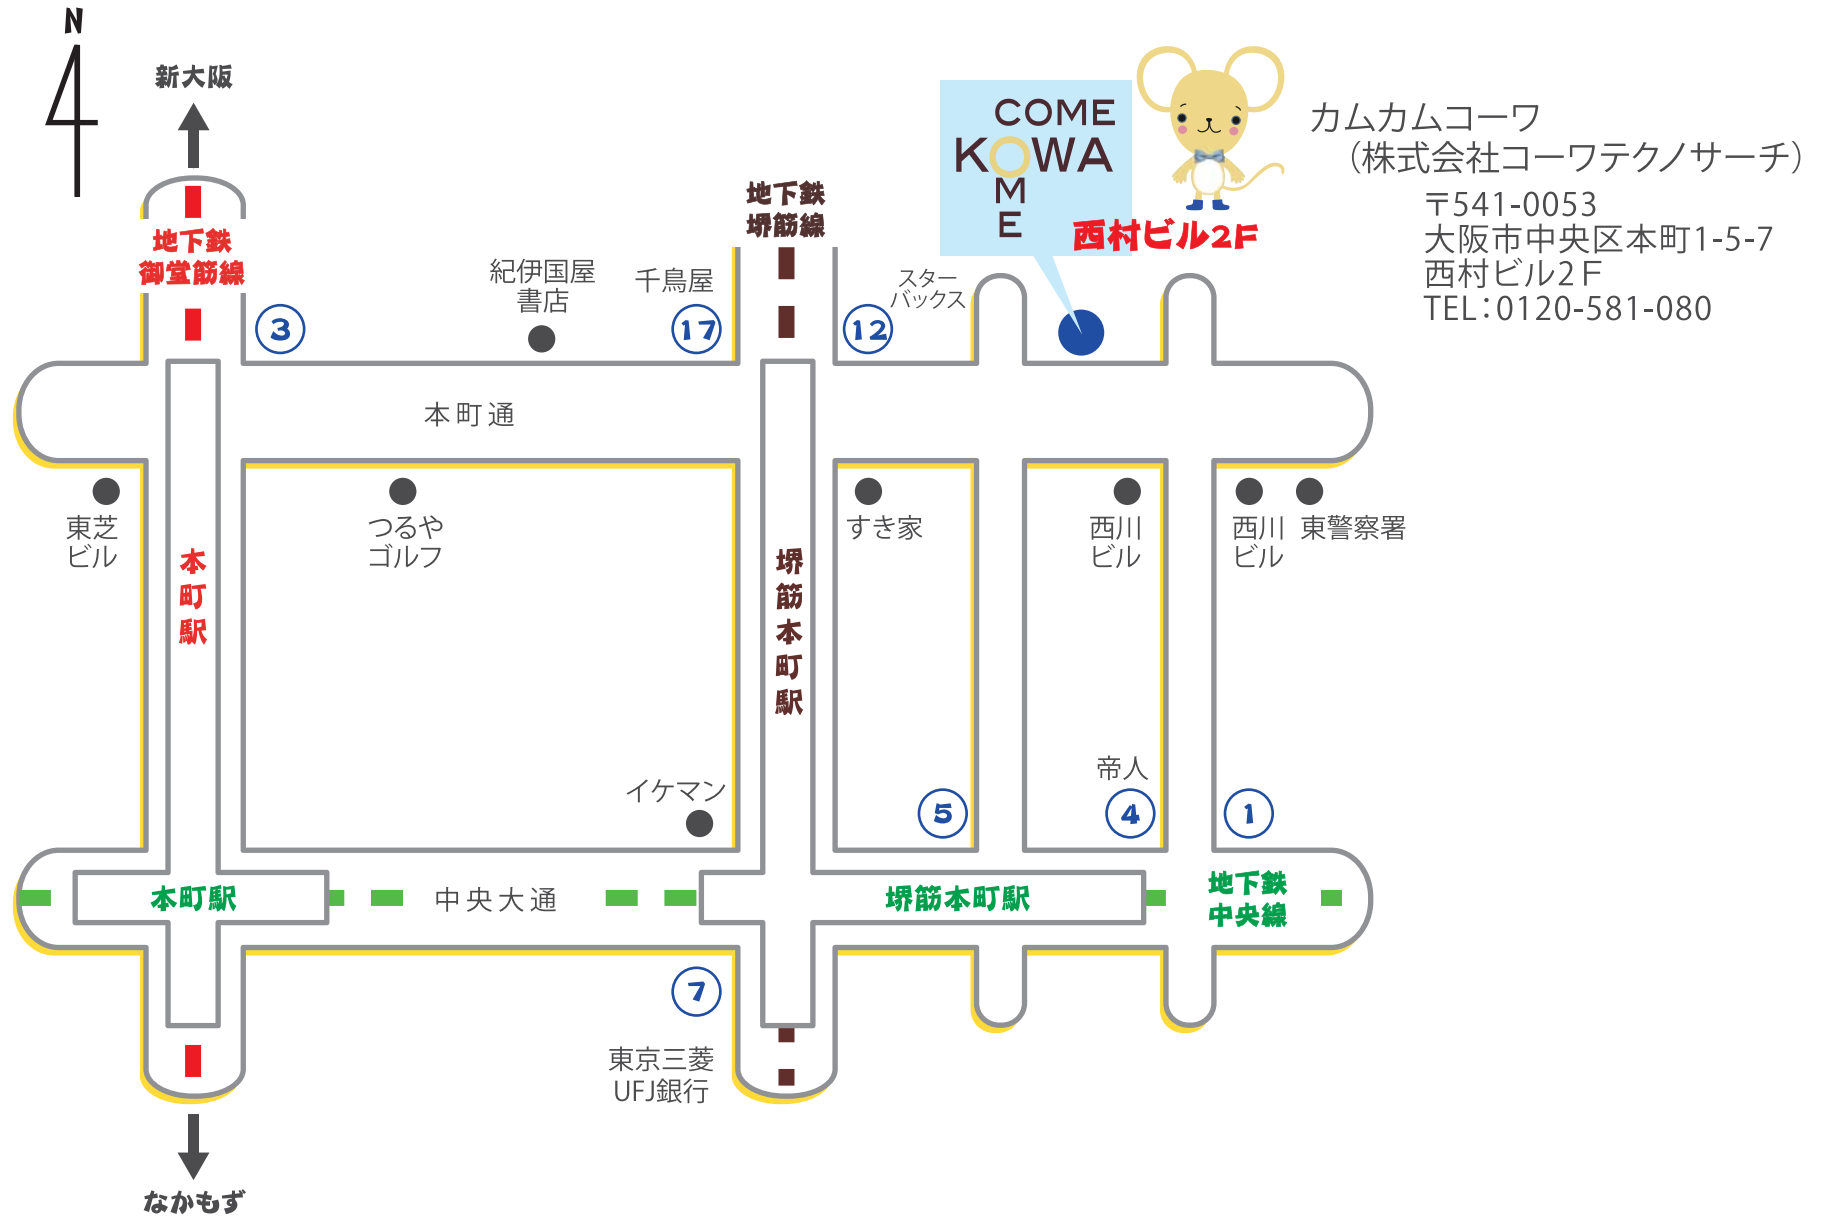 N
新大阪
COME
KOWA
M
E
カムカムコーワ
（株式会社コーワテクノサーチ）
〒541-0053
大阪市中央区本町1-5-7
西村ビル2F
TEL：0120-581-080
西村ビル2F
地下鉄
御堂筋線
地下鉄
堺筋線
紀伊国屋
書店
千鳥屋
スター
バックス
3
17
12
本町通
東芝
ビル
つるや
ゴルフ
すき家
西川
ビル
西川
ビル
東警察署
本町駅
堺筋本町駅
イケマン
帝人
5
4
1
本町駅
中央大通
堺筋本町駅
地下鉄
中央線
7
東京三菱
UFJ銀行
なかもず